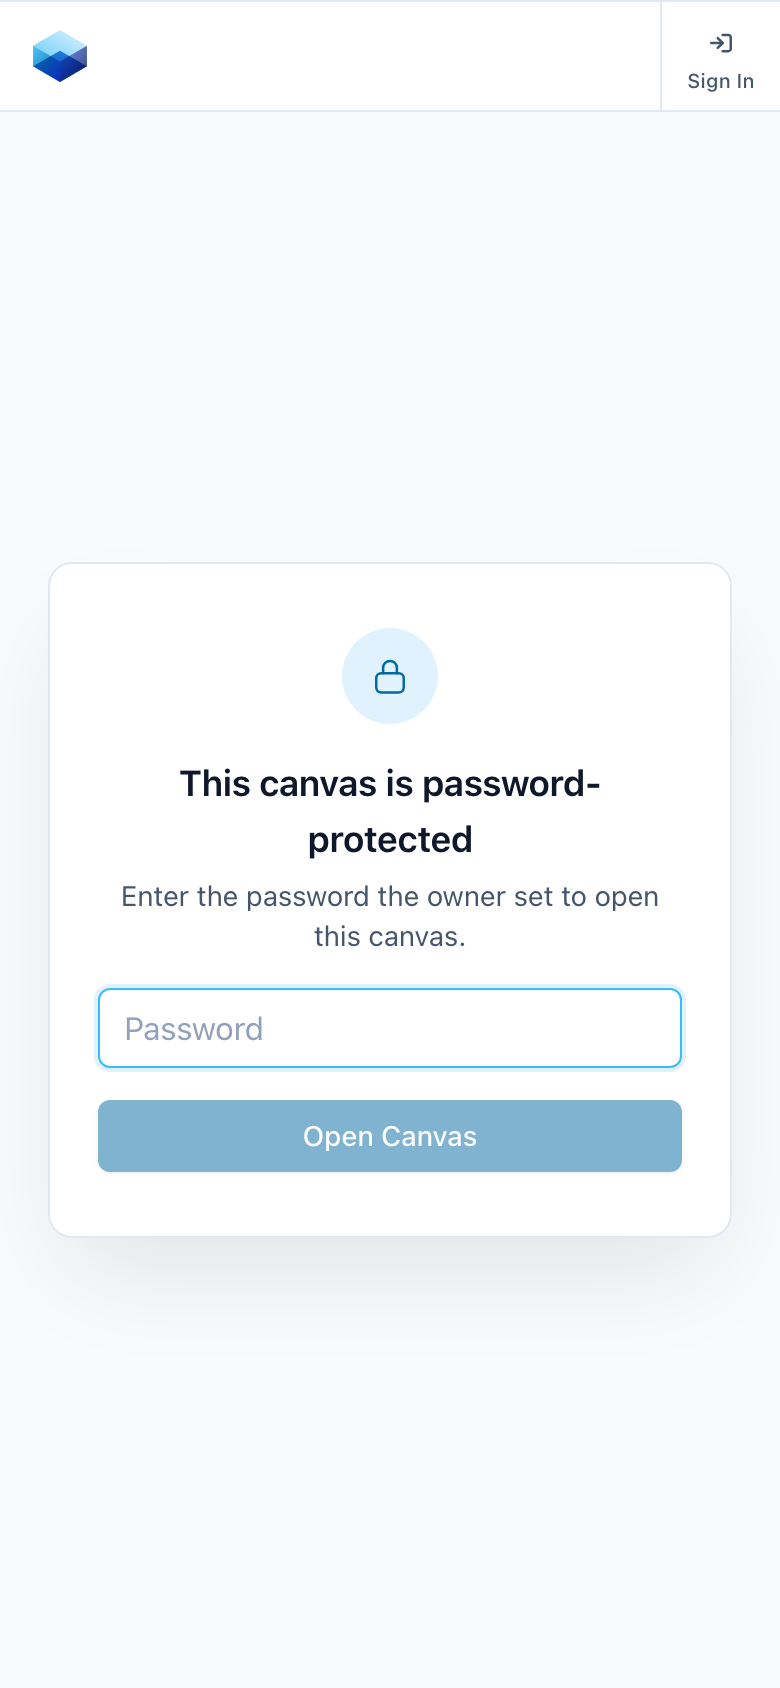 Sign In
This canvas is password-
protected
Enter the password the owner set to open
this canvas.
Password
Open Canvas